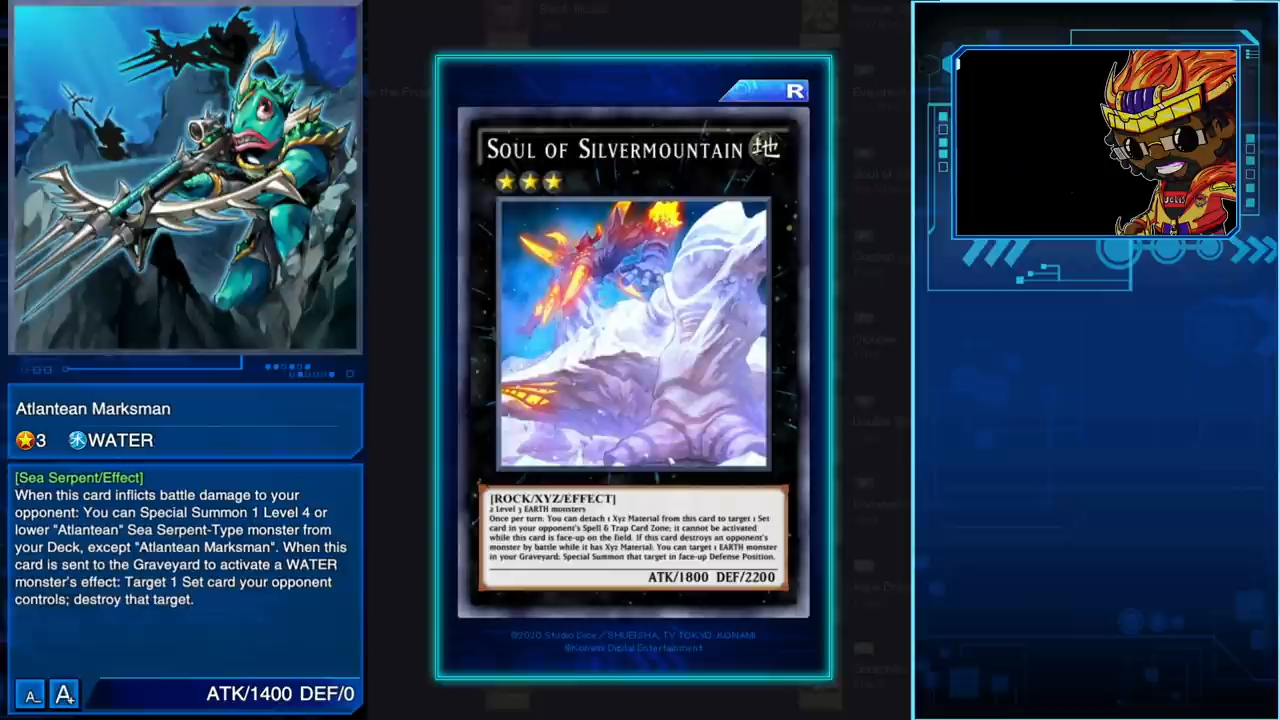 Atlantean Marksman
3 WATER
[Sea Serpent/Effect]
When this card inflicts battle damage to your
opponent: You can Special Summon 1 Level 4 or
lower "Atlantean" Sea Serpent-Type monster from
your Deck, except "Atlantean Marksman". When this
card is sent to the Graveyard to activate a WATER
monster's effect: Target 1 Set card your opponent
controls; destroy that target.
A- A+
ATK/1400 DEF/0
R
SOUL OF SILVERMOUNTAIN 地
[ROCK/XYZ/EFFECT]
2 Level 3 EARTH monsters
Once per turn: You can detach 1 Xyz Material from this card to target 1 Set
card in your opponent's Spell & Trap Card Zone; it cannot be activated
while this card is face-up on the field. If this card destroys an opponent's
monster by battle while it has Xyz Material: You can target 1 EARTH monster
in your Graveyard; Special Summon that target in face-up Defense Position.
ATK/1800 DEF/2200
©2020 Studio Dice/SHUEISHA, TV TOKYO, KONAMI
©Konami Digital Entertainment